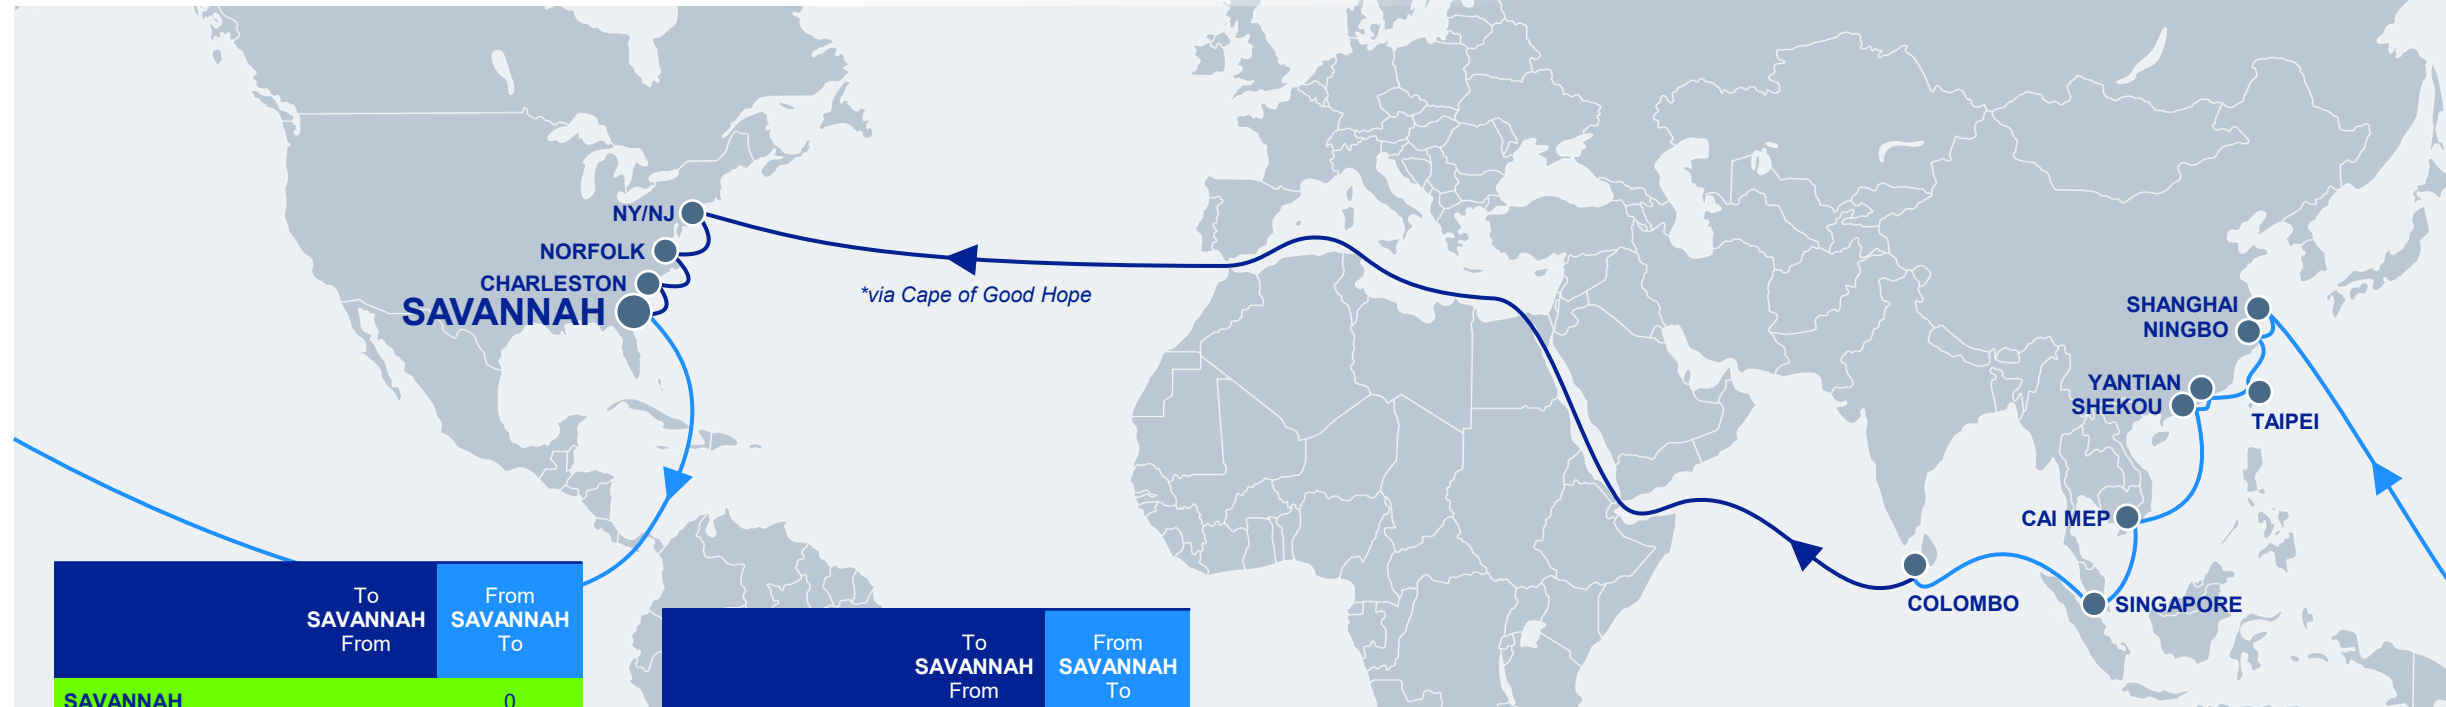 NY/NJ
NORFOLK
CHARLESTON
SAVANNAH
*via Cape of Good Hope
SHANGHAI
NINGBO
YANTIAN
SHEKOU
TAIPEI
CAI MEP
COLOMBO
SINGAPORE
To
SAVANNAH
From
From
SAVANNAH
To
SAVANNAH 0
To
SAVANNAH
From
From
SAVANNAH
To